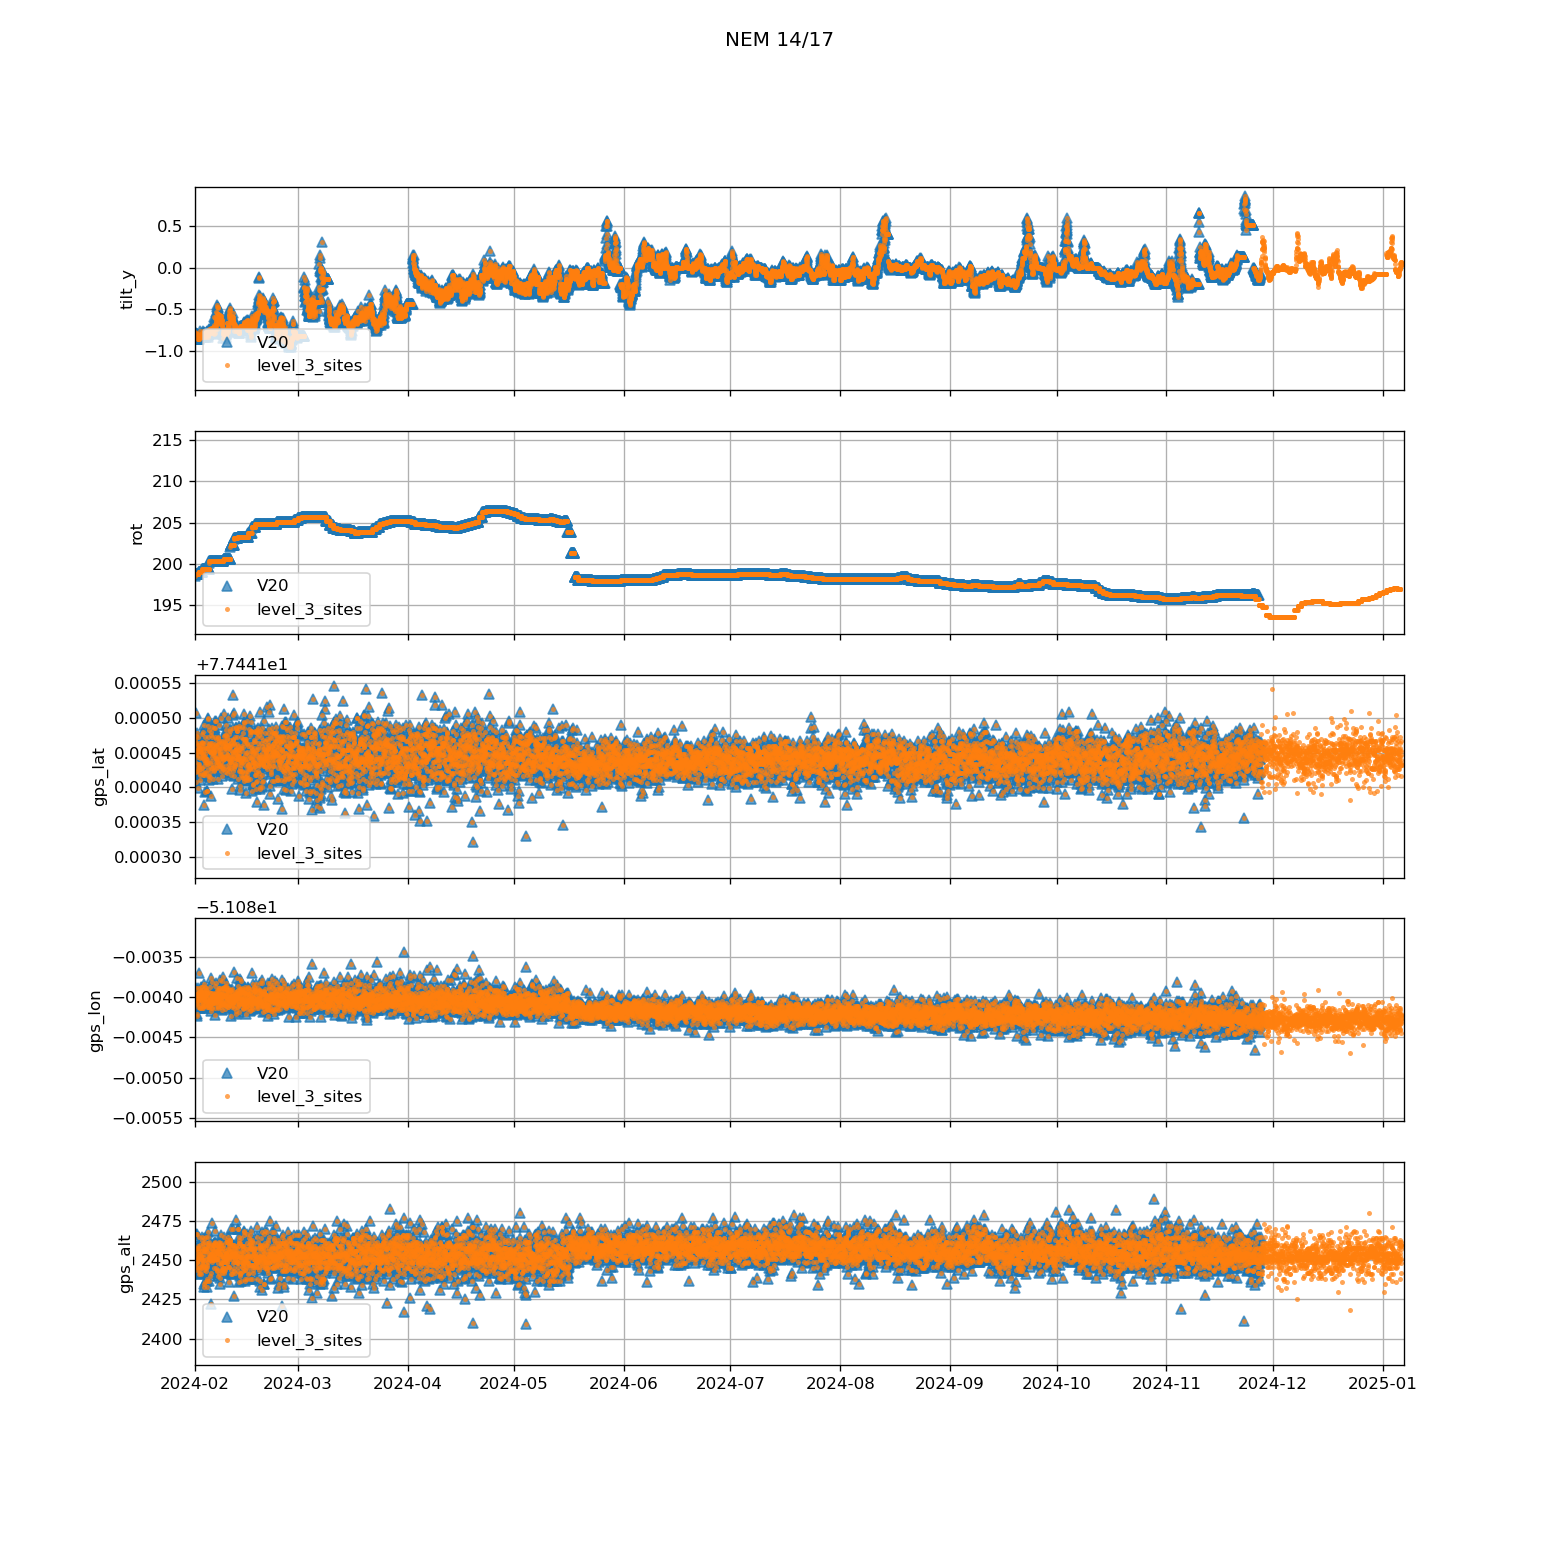 NEM 14/17
tilt_y
0.5
0.0
−0.5
−1.0
V20
level_3_sites
rot
215
210
205
200
195
V20
level_3_sites
+7.7441e1
gps_lat
0.00055
0.00050
0.00045
0.00040
0.00035
0.00030
V20
level_3_sites
−5.108e1
gps_lon
−0.0035
−0.0040
−0.0045
−0.0050
−0.0055
V20
level_3_sites
gps_alt
2500
2475
2450
2425
2400
V20
level_3_sites
2024-02 2024-03 2024-04 2024-05 2024-06 2024-07 2024-08 2024-09 2024-10 2024-11 2024-12 2025-01